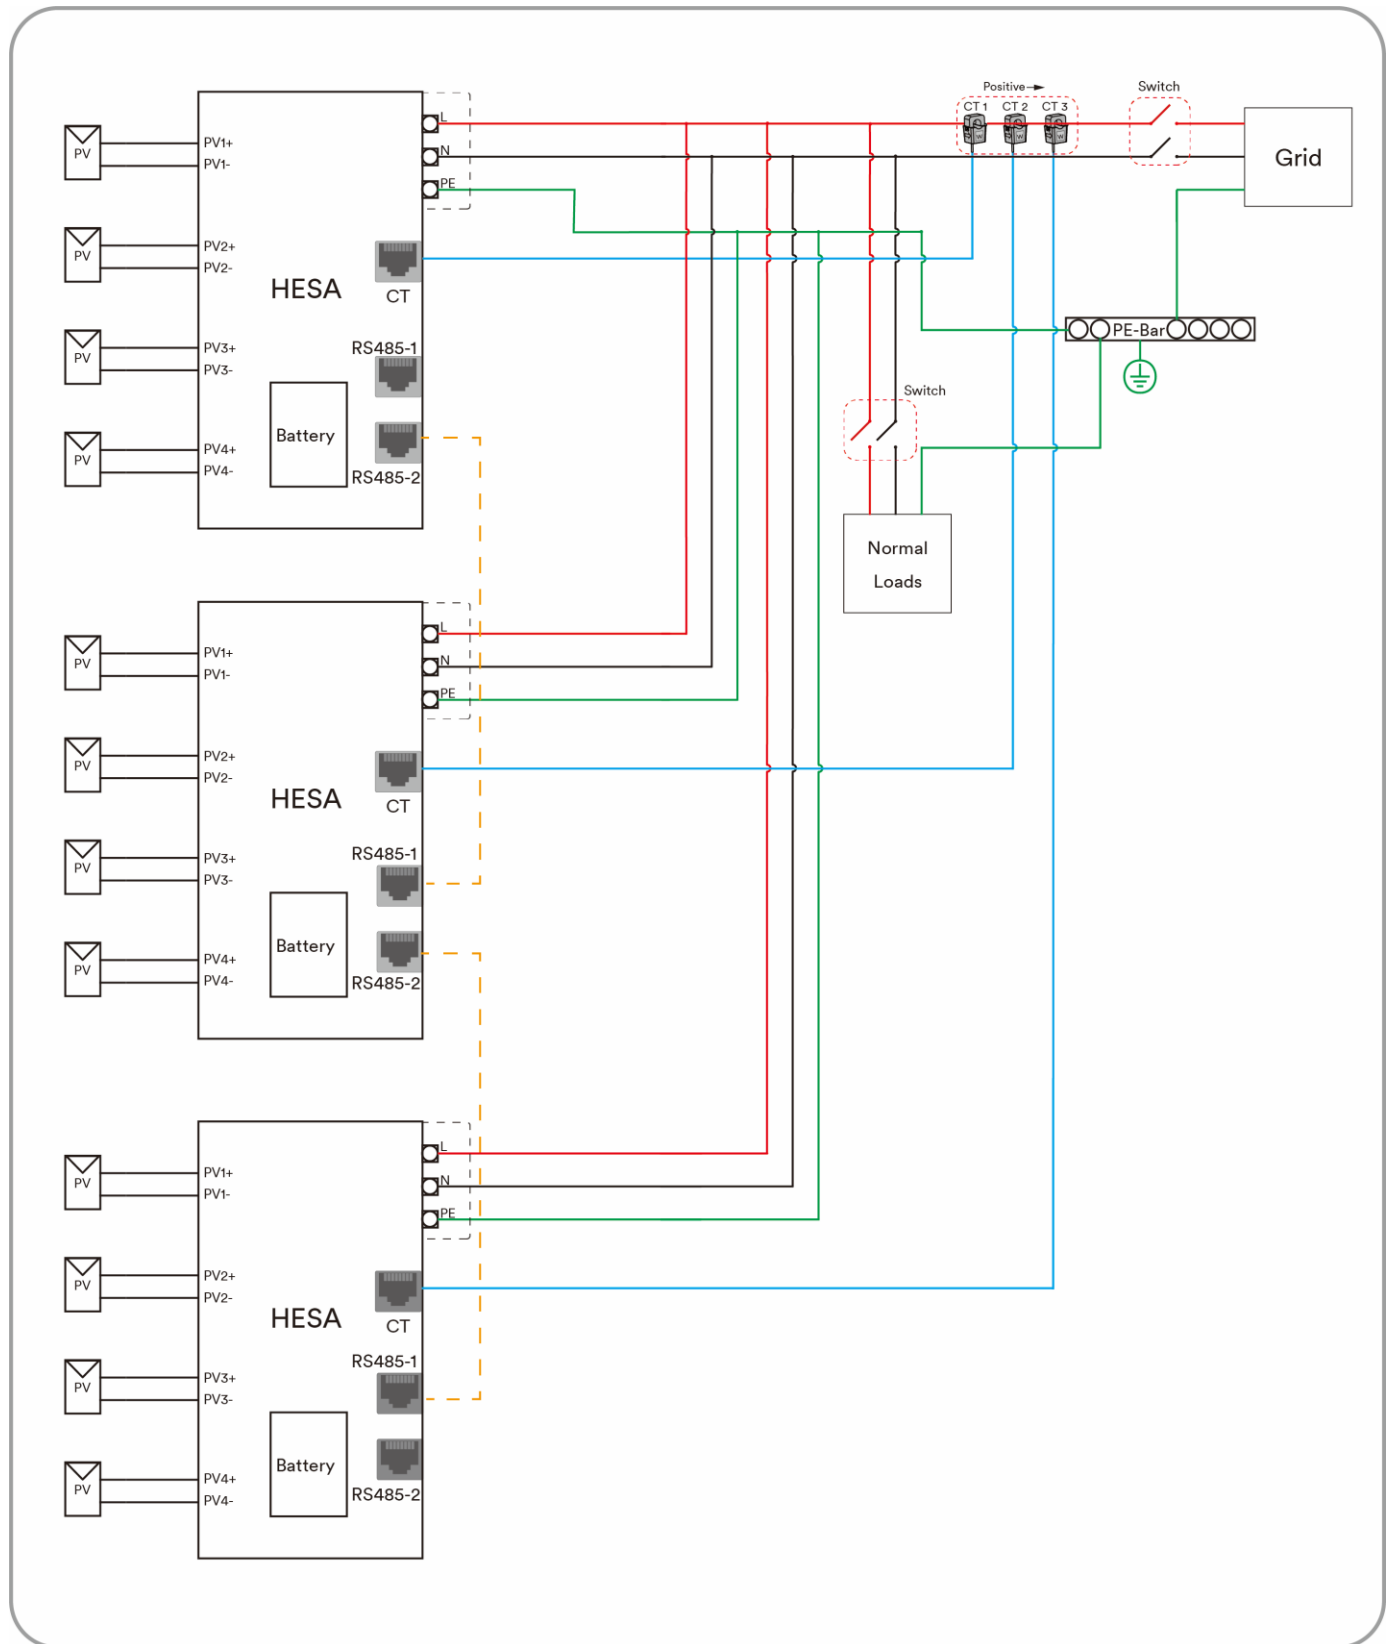 Positive
Switch
CT 1
CT 2
CT 3
L
PV
PV1+
N
Grid
PV1-
PE
PV
PV2+
PV2-
HESA
CT
PE-Bar
PV
PV3+
RS485-1
PV3-
Switch
Battery
PV
PV4+
PV4-
RS485-2
Normal
Loads
L
PV
PV1+
N
PV1-
PE
PV
PV2+
PV2-
HESA
CT
PV
PV3+
RS485-1
PV3-
Battery
PV
PV4+
PV4-
RS485-2
L
PV
PV1+
N
PV1-
PE
PV
PV2+
PV2-
HESA
CT
RS485-1
PV
PV3+
PV3-
Battery
PV
PV4+
PV4-
RS485-2